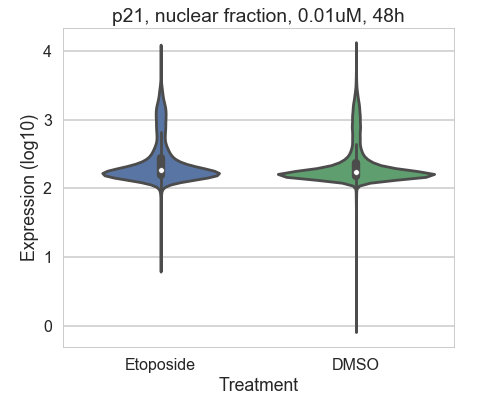 p21, nuclear fraction, 0.01uM, 48h
4
3
2
1
0
Expression (log10)
Etoposide
DMSO
Treatment